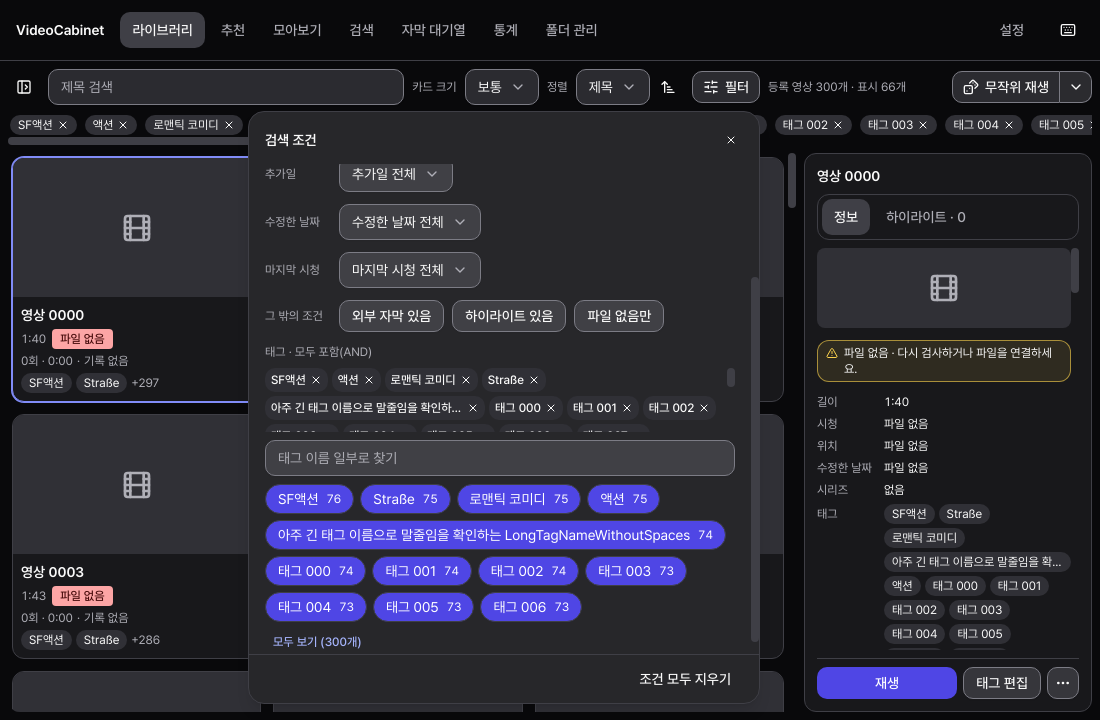 VideoCabinet 라이브러리 추천 모아보기 검색 자막 대기열 통계 폴더 관리 설정
제목 검색 카드 크기 보통 정렬 제목 필터 등록 영상 300개 · 표시 66개 무작위 재생
SF액션 액션 로맨틱 코미디 태그 002 태그 003 태그 004 태그 005
영상 0000
1:40 파일 없음
0회 · 0:00 · 기록 없음
SF액션 Straße +297
영상 0003
1:43 파일 없음
0회 · 0:00 · 기록 없음
SF액션 Straße +286
검색 조건
추가일 추가일 전체
수정한 날짜 수정한 날짜 전체
마지막 시청 마지막 시청 전체
그 밖의 조건 외부 자막 있음 하이라이트 있음 파일 없음만
태그 · 모두 포함(AND)
SF액션 액션 로맨틱 코미디 Straße
아주 긴 태그 이름으로 말줄임을 확인하... 태그 000 태그 001 태그 002
태그 이름 일부로 찾기
SF액션 76 Straße 75 로맨틱 코미디 75 액션 75
아주 긴 태그 이름으로 말줄임을 확인하는 LongTagNameWithoutSpaces 74
태그 000 74 태그 001 74 태그 002 74 태그 003 73
태그 004 73 태그 005 73 태그 006 73
모두 보기 (300개)
조건 모두 지우기
영상 0000
정보 하이라이트 · 0
파일 없음 · 다시 검사하거나 파일을 연결하세
요.
길이 1:40
시청 파일 없음
위치 파일 없음
수정한 날짜 파일 없음
시리즈 없음
태그 SF액션 Straße
로맨틱 코미디
아주 긴 태그 이름으로 말줄임을 확...
액션 태그 000 태그 001
태그 002 태그 003
태그 004 태그 005
재생 태그 편집